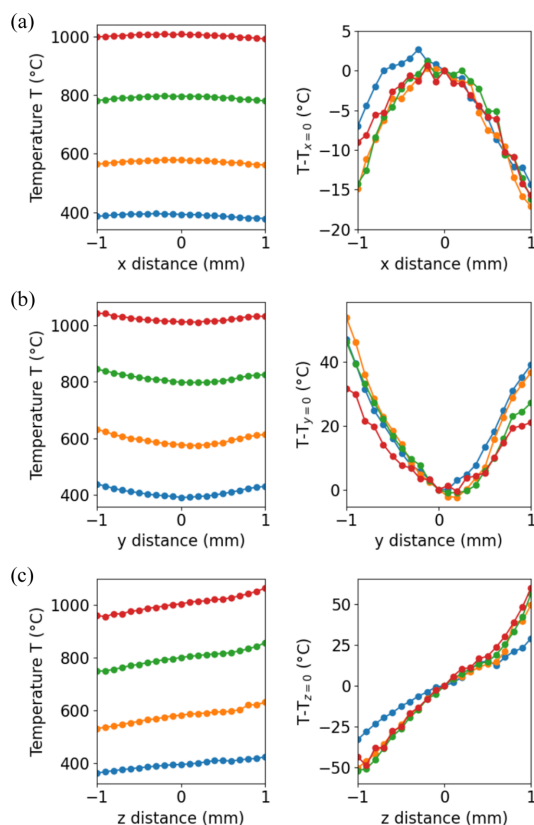 (a)
Temperature T (°C)
1000
800
600
400
−1
0
1
x distance (mm)
T-Tx=0 (°C)
5
0
−5
−10
−15
−20
−1
0
1
x distance (mm)
(b)
Temperature T (°C)
1000
800
600
400
−1
0
1
y distance (mm)
T-Ty=0 (°C)
40
20
0
−1
0
1
y distance (mm)
(c)
Temperature T (°C)
1000
800
600
400
−1
0
1
z distance (mm)
T-Tz=0 (°C)
50
25
0
−25
−50
−1
0
1
z distance (mm)